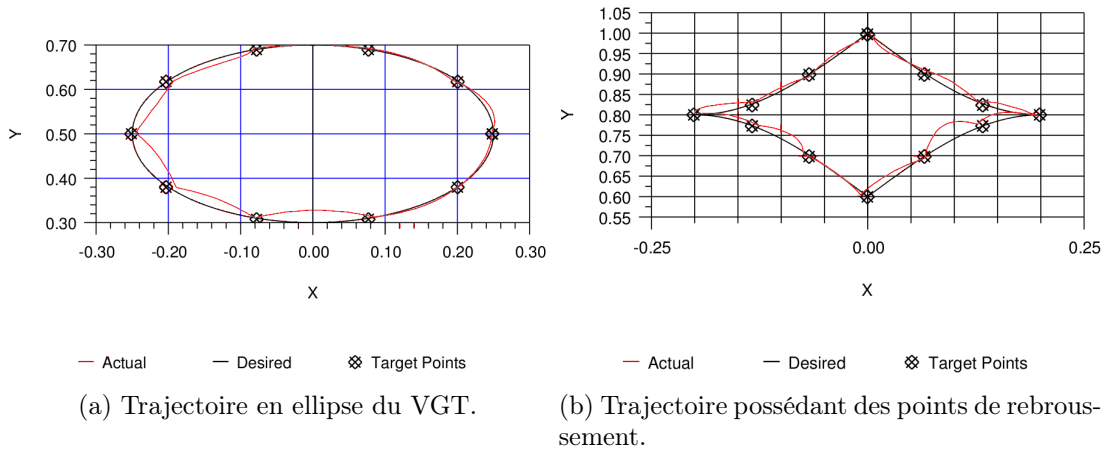 0.70
0.60
0.50
0.40
0.30
Y
-0.30 -0.20 -0.10 0.00 0.10 0.20 0.30
X
Actual Desired Target Points
(a) Trajectoire en ellipse du VGT.
1.05
1.00
0.95
0.90
0.85
0.80
0.75
0.70
0.65
0.60
0.55
Y
-0.25 0.00 0.25
X
Actual Desired Target Points
(b) Trajectoire possédant des points de rebrous-
sement.